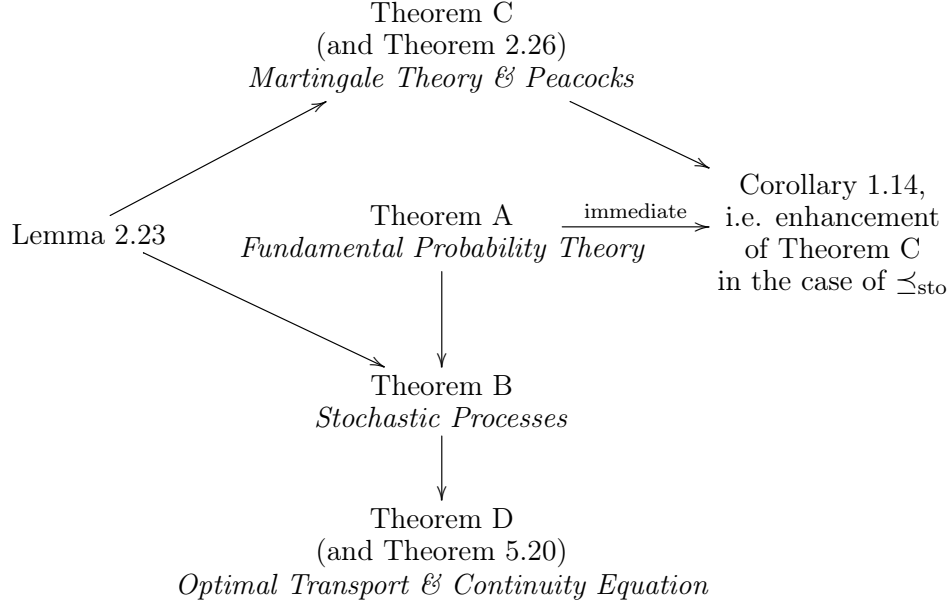 Theorem C
(and Theorem 2.26)
Martingale Theory & Peacocks
Lemma 2.23
Theorem A
Fundamental Probability Theory
immediate
Corollary 1.14,
i.e. enhancement
of Theorem C
in the case of ⪯sto
Theorem B
Stochastic Processes
Theorem D
(and Theorem 5.20)
Optimal Transport & Continuity Equation